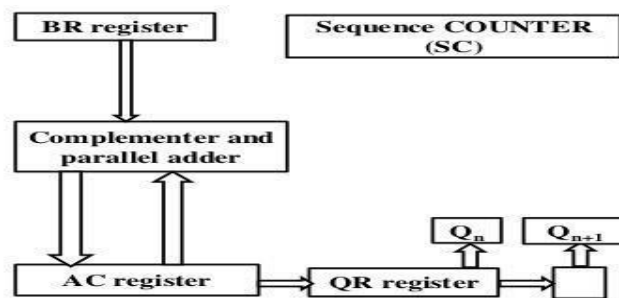 BR register
Sequence COUNTER
(SC)
Complementer and
parallel adder
Qn
Qn+1
AC register
QR register